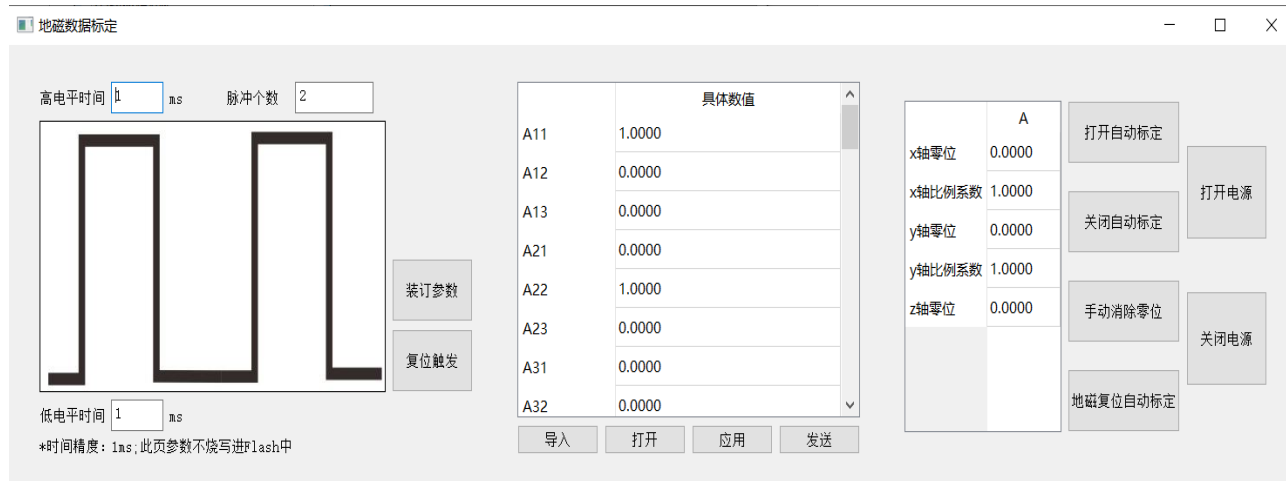 地磁数据标定
高电平时间 1 ms 脉冲个数 2
装订参数
复位触发
低电平时间 1 ms
*时间精度：1ms;此页参数不烧写进Flash中
具体数值
A11 1.0000
A12 0.0000
A13 0.0000
A21 0.0000
A22 1.0000
A23 0.0000
A31 0.0000
A32 0.0000
导入 打开 应用 发送
A
x轴零位 0.0000
x轴比例系数 1.0000
y轴零位 0.0000
y轴比例系数 1.0000
z轴零位 0.0000
打开自动标定
关闭自动标定
手动消除零位
地磁复位自动标定
打开电源
关闭电源